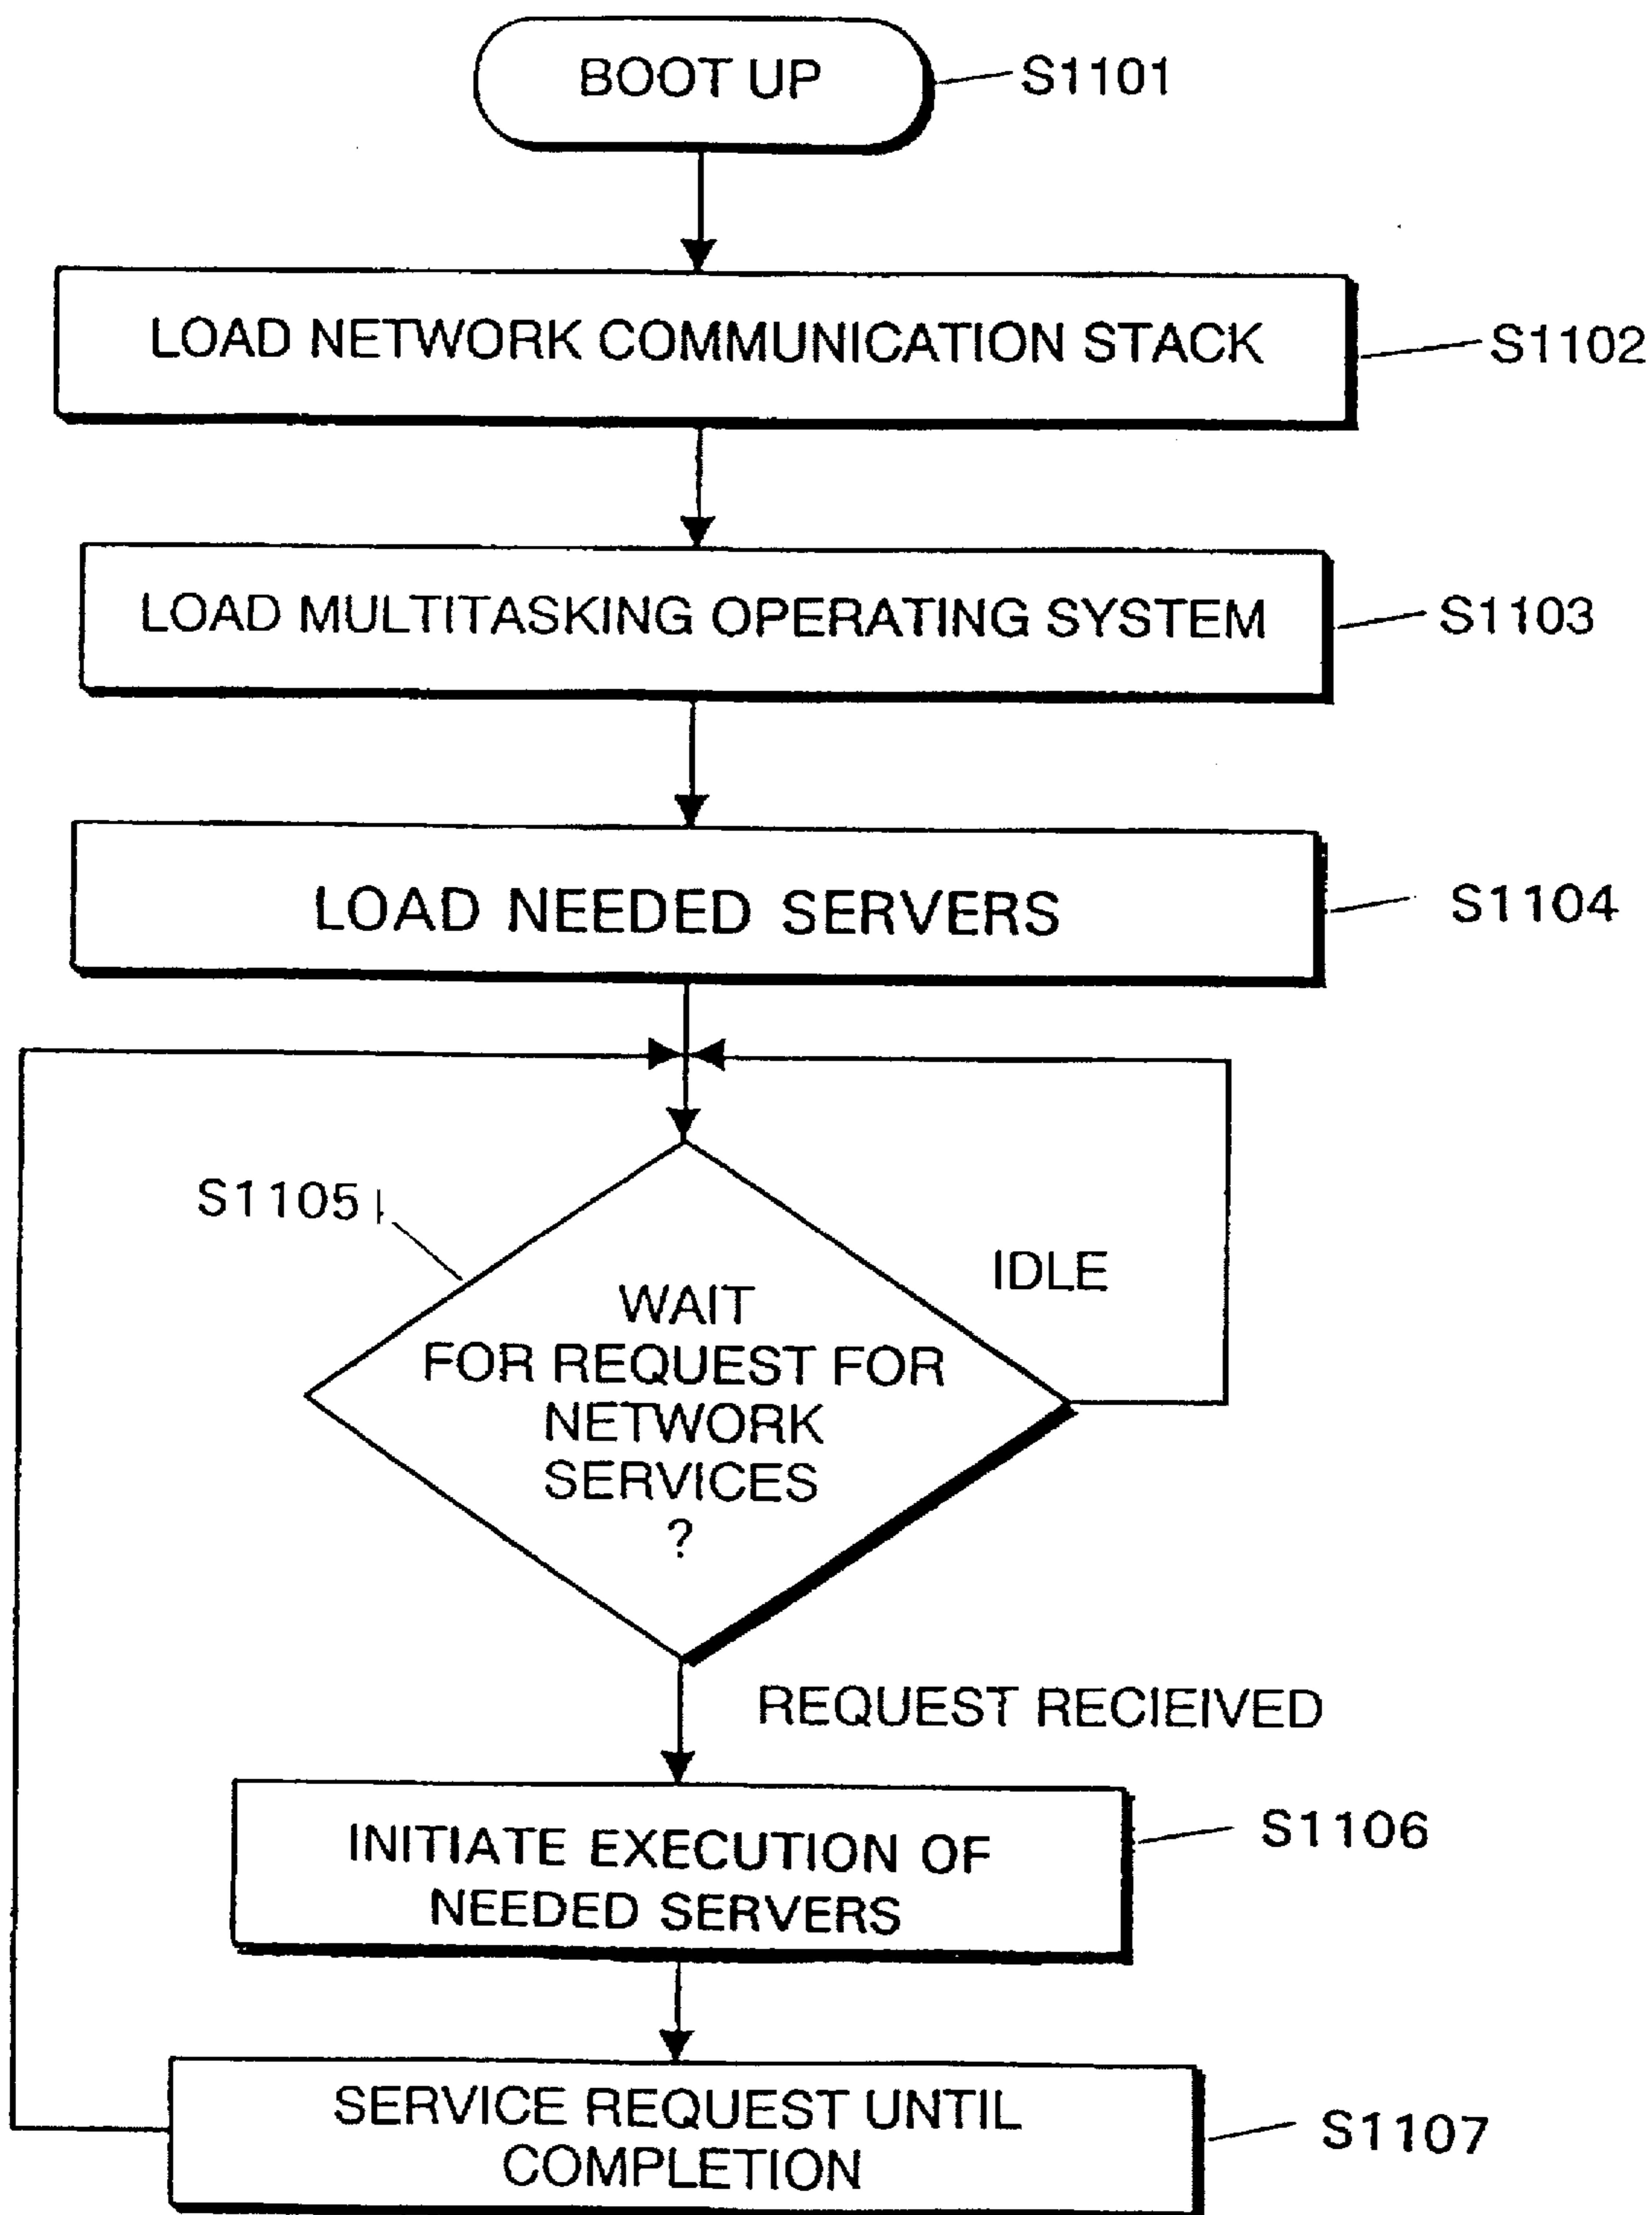 BOOT UP
S1101
LOAD NETWORK COMMUNICATION STACK
S1102
LOAD MULTITASKING OPERATING SYSTEM
S1103
LOAD NEEDED SERVERS
S1104
S1105
IDLE
WAIT
FOR REQUEST FOR
NETWORK
SERVICES
?
REQUEST RECIEIVED
INITIATE EXECUTION OF
NEEDED SERVERS
S1106
SERVICE REQUEST UNTIL
COMPLETION
S1107